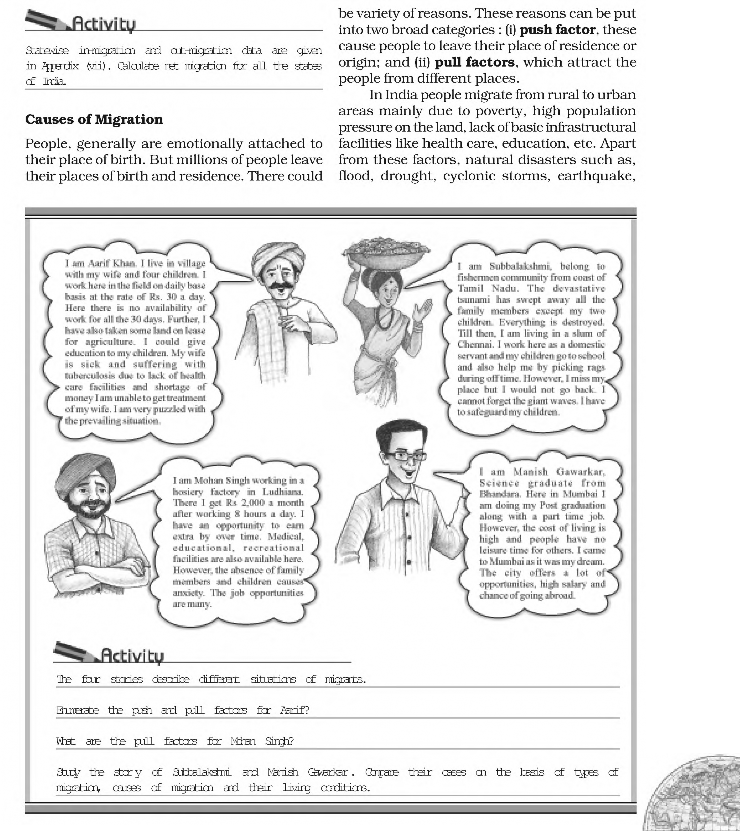 Activity
Statewise in-migration and out-migration data are given
in Appendix (vii). Calculate net migration for all the states
of India.
Causes of Migration
People, generally are emotionally attached to
their place of birth. But millions of people leave
their places of birth and residence. There could
be variety of reasons. These reasons can be put
into two broad categories : (i) push factor, these
cause people to leave their place of residence or
origin; and (ii) pull factors, which attract the
people from different places.
In India people migrate from rural to urban
areas mainly due to poverty, high population
pressure on the land, lack of basic infrastructural
facilities like health care, education, etc. Apart
from these factors, natural disasters such as,
flood, drought, cyclonic storms, earthquake,
I am Aarif Khan. I live in village
with my wife and four children. I
work here in the field on daily base
basis at the rate of Rs. 30 a day.
Here there is no availability of
work for all the 30 days. Further, I
have also taken some land on lease
for agriculture. I could give
education to my children. My wife
is sick and suffering with
tuberculosis due to lack of health
care facilities and shortage of
money I am unable to get treatment
of my wife. I am very puzzled with
the prevailing situation.
I am Subbalakshmi, belong to
fishermen community from coast of
Tamil Nadu. The devastative
tsunami has swept away all the
family members except my two
children. Everything is destroyed.
Till then, I am living in a slum of
Chennai. I work here as a domestic
servant and my children go to school
and also help me by picking rags
during off time. However, I miss my
place but I would not go back. I
cannot forget the giant waves. I have
to safeguard my children.
I am Mohan Singh working in a
hosiery factory in Ludhiana.
There I get Rs 2,000 a month
after working 8 hours a day. I
have an opportunity to earn
extra by over time. Medical,
educational, recreational
facilities are also available here.
However, the absence of family
members and children causes
anxiety. The job opportunities
are many.
I am Manish Gawarkar,
Science graduate from
Bhandara. Here in Mumbai I
am doing my Post graduation
along with a part time job.
However, the cost of living is
high and people have no
leisure time for others. I came
to Mumbai as it was my dream.
The city offers a lot of
opportunities, high salary and
chance of going abroad.
Activity
The four stories describe different situations of migrants.
Enumerate the push and pull factors for Aarif?
What are the pull factors for Mohan Singh?
Study the story of Subbalakshmi and Manish Gawarkar. Compare their cases on the basis of types of
migration, causes of migration and their living conditions.